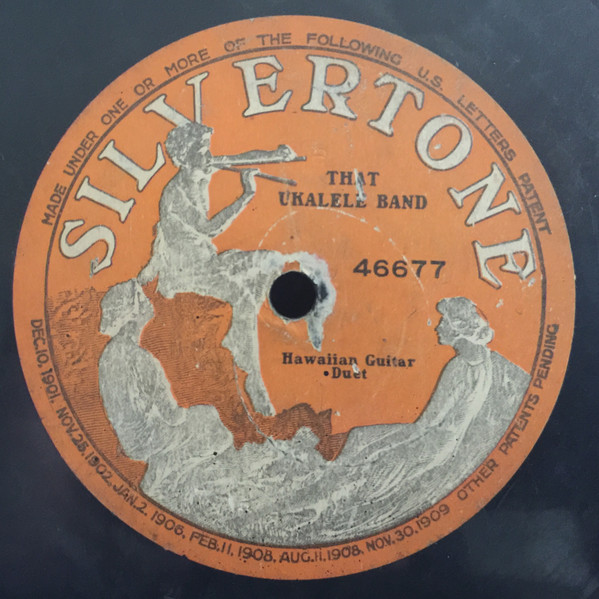 MADE UNDER ONE OR MORE OF THE FOLLOWING U.S. LETTERS PATENT
SILVERTONE
THAT
UKALELE BAND
46677
Hawaiian Guitar
•Duet
DEC.10, 1901. NOV.25,1902. JAN.2, 1906, FEB.11, 1908. AUG.11,1908, NOV.30,1909 OTHER PATENTS PENDING